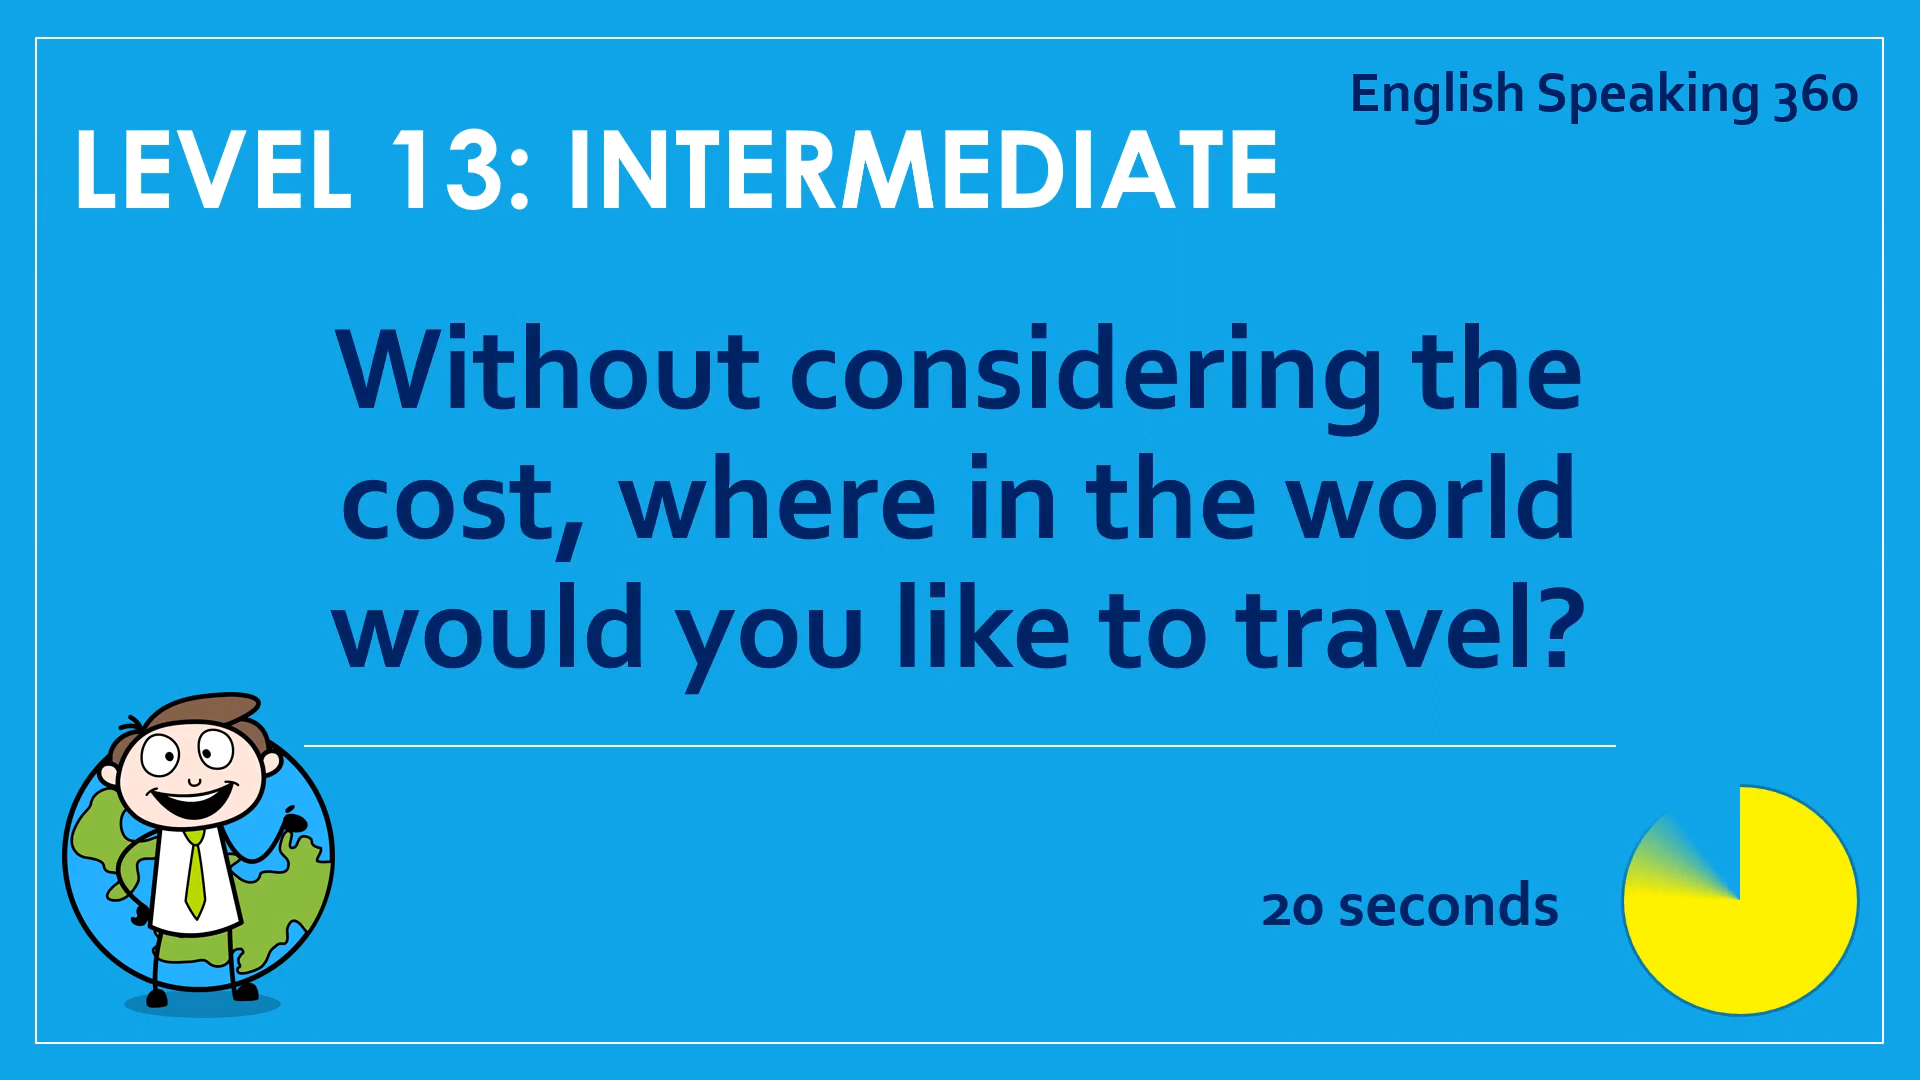 English Speaking 360
LEVEL 13: INTERMEDIATE
Without considering the
cost, where in the world
would you like to travel?
20 seconds